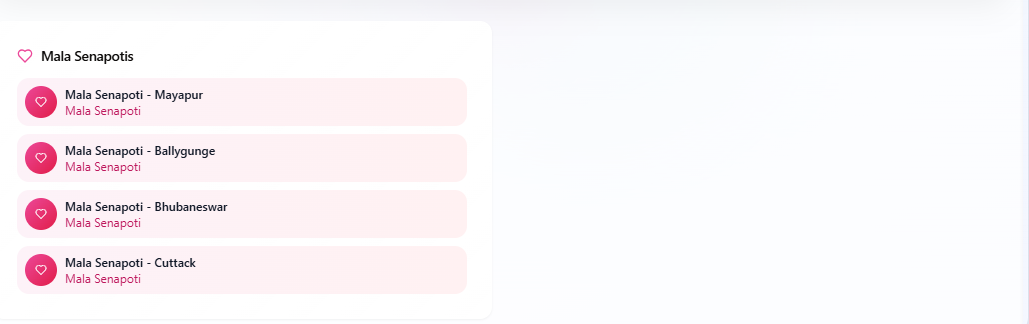 Mala Senapotis
Mala Senapoti - Mayapur
Mala Senapoti
Mala Senapoti - Ballygunge
Mala Senapoti
Mala Senapoti - Bhubaneswar
Mala Senapoti
Mala Senapoti - Cuttack
Mala Senapoti